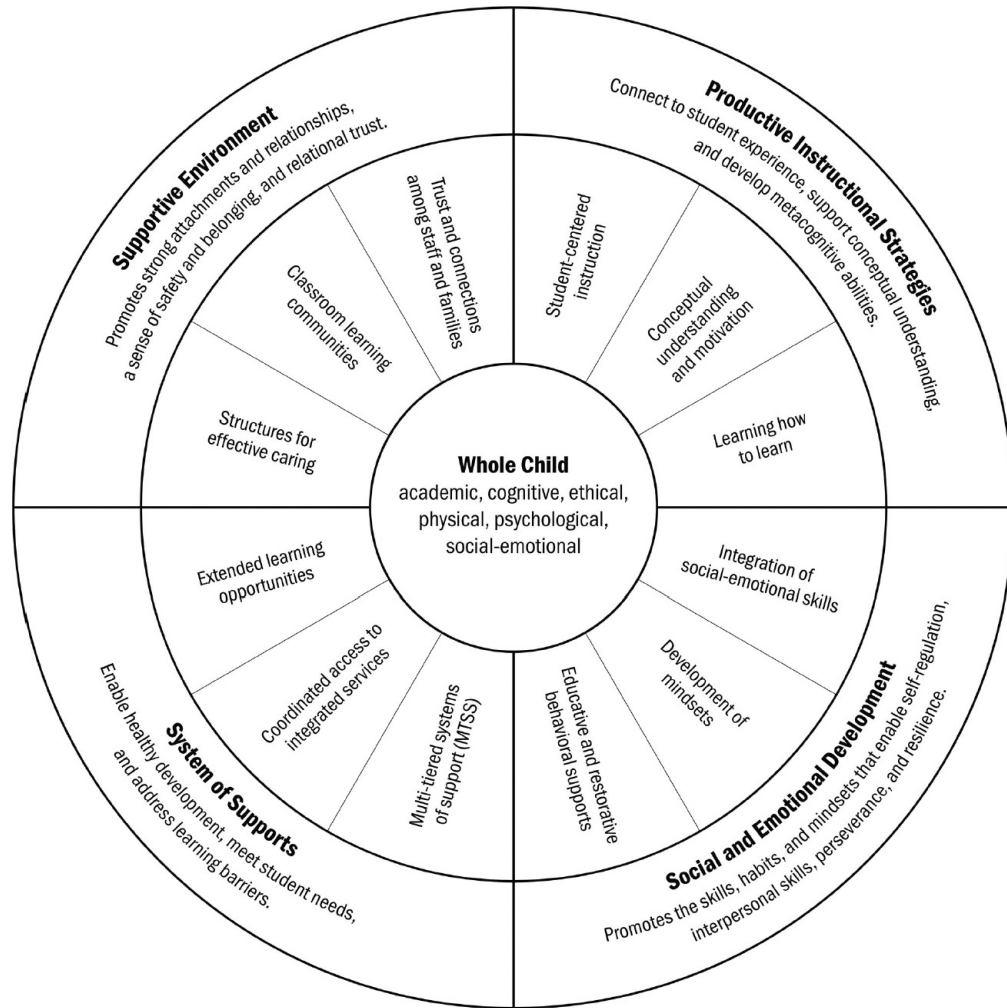 Supportive Environment
Promotes strong attachments and relationships,
a sense of safety and belonging, and relational trust.
Trust and connections
among staff and families
Classroom learning
communities
Structures for
effective caring
Productive Instructional Strategies
Connect to student experience, support conceptual understanding,
and develop metacognitive abilities.
Student-centered
instruction
Conceptual
understanding
and motivation
Learning how
to learn
Whole Child
academic, cognitive, ethical,
physical, psychological,
social-emotional
Extended learning
opportunities
Coordinated access to
integrated services
Multi-tiered systems
of support (MTSS)
System of Supports
Enable healthy development, meet student needs,
and address learning barriers.
Integration of
social-emotional skills
Development of
mindsets
Educative and restorative
behavioral supports
Social and Emotional Development
Promotes the skills, habits, and mindsets that enable self-regulation,
interpersonal skills, perseverance, and resilience.